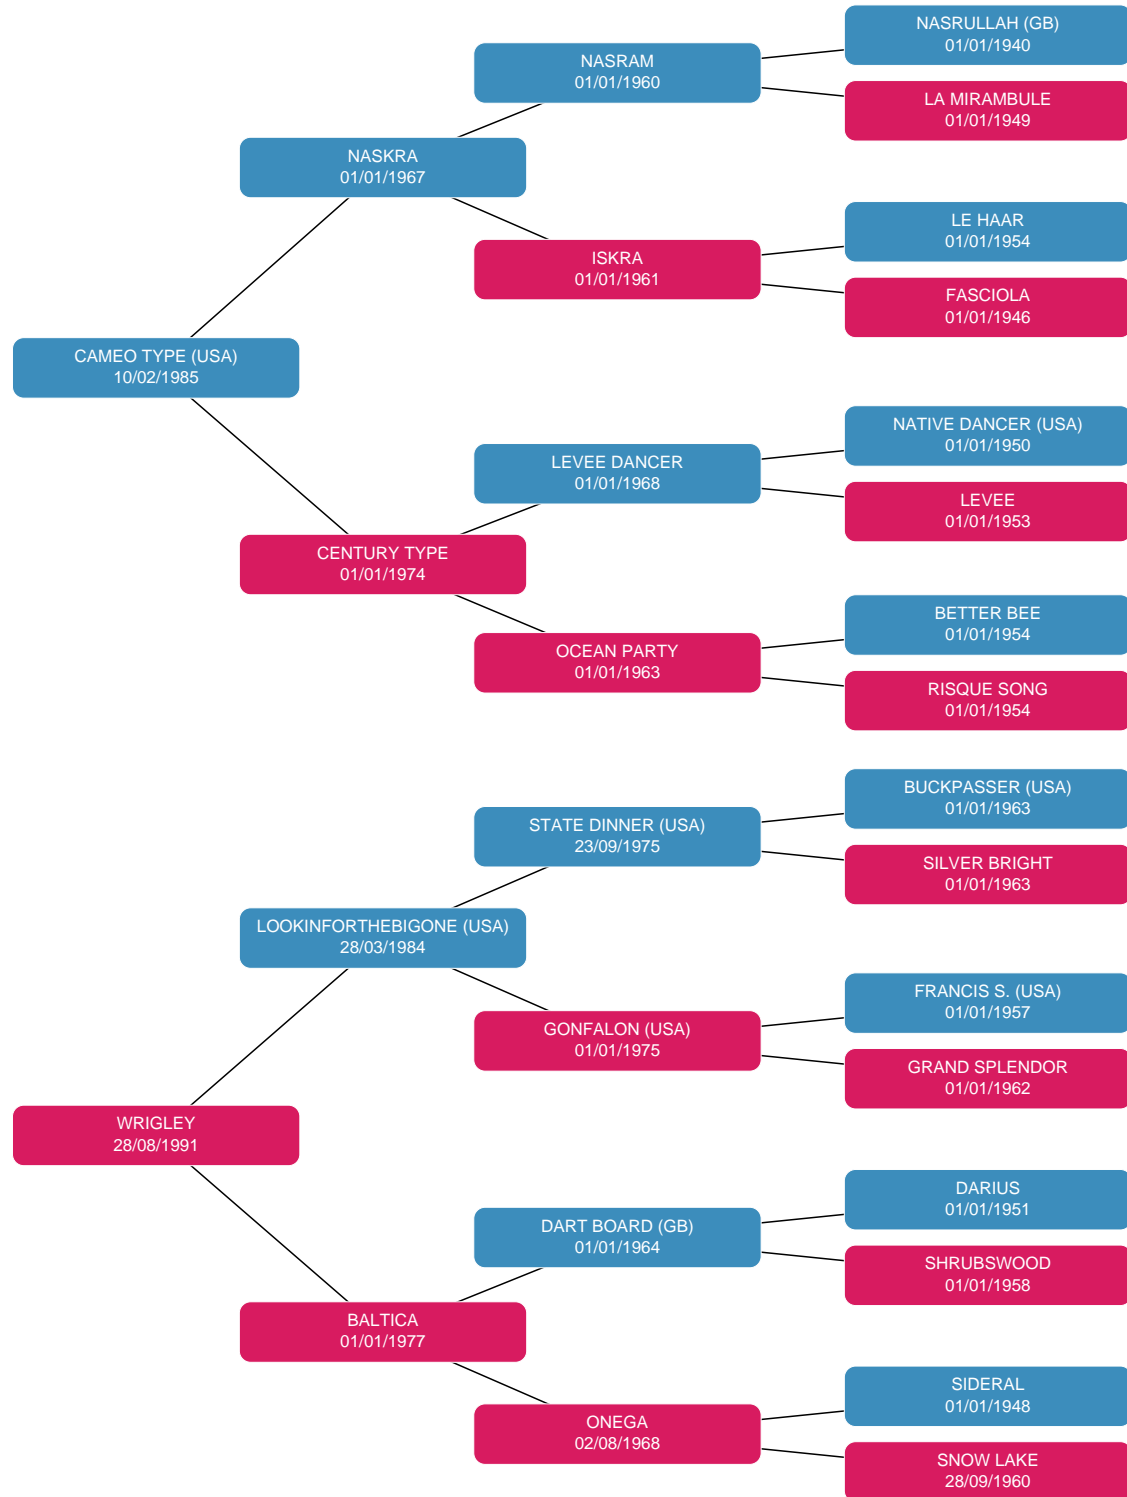 NASRULLAH (GB)
01/01/1940
NASRAM
01/01/1960
LA MIRAMBULE
01/01/1949
NASKRA
01/01/1967
LE HAAR
01/01/1954
ISKRA
01/01/1961
FASCIOLA
01/01/1946
CAMEO TYPE (USA)
10/02/1985
NATIVE DANCER (USA)
01/01/1950
LEVEE DANCER
01/01/1968
LEVEE
01/01/1953
CENTURY TYPE
01/01/1974
BETTER BEE
01/01/1954
OCEAN PARTY
01/01/1963
RISQUE SONG
01/01/1954
BUCKPASSER (USA)
01/01/1963
STATE DINNER (USA)
23/09/1975
SILVER BRIGHT
01/01/1963
LOOKINFORTHEBIGONE (USA)
28/03/1984
FRANCIS S. (USA)
01/01/1957
GONFALON (USA)
01/01/1975
GRAND SPLENDOR
01/01/1962
WRIGLEY
28/08/1991
DARIUS
01/01/1951
DART BOARD (GB)
01/01/1964
SHRUBSWOOD
01/01/1958
BALTICA
01/01/1977
SIDERAL
01/01/1948
ONEGA
02/08/1968
SNOW LAKE
28/09/1960